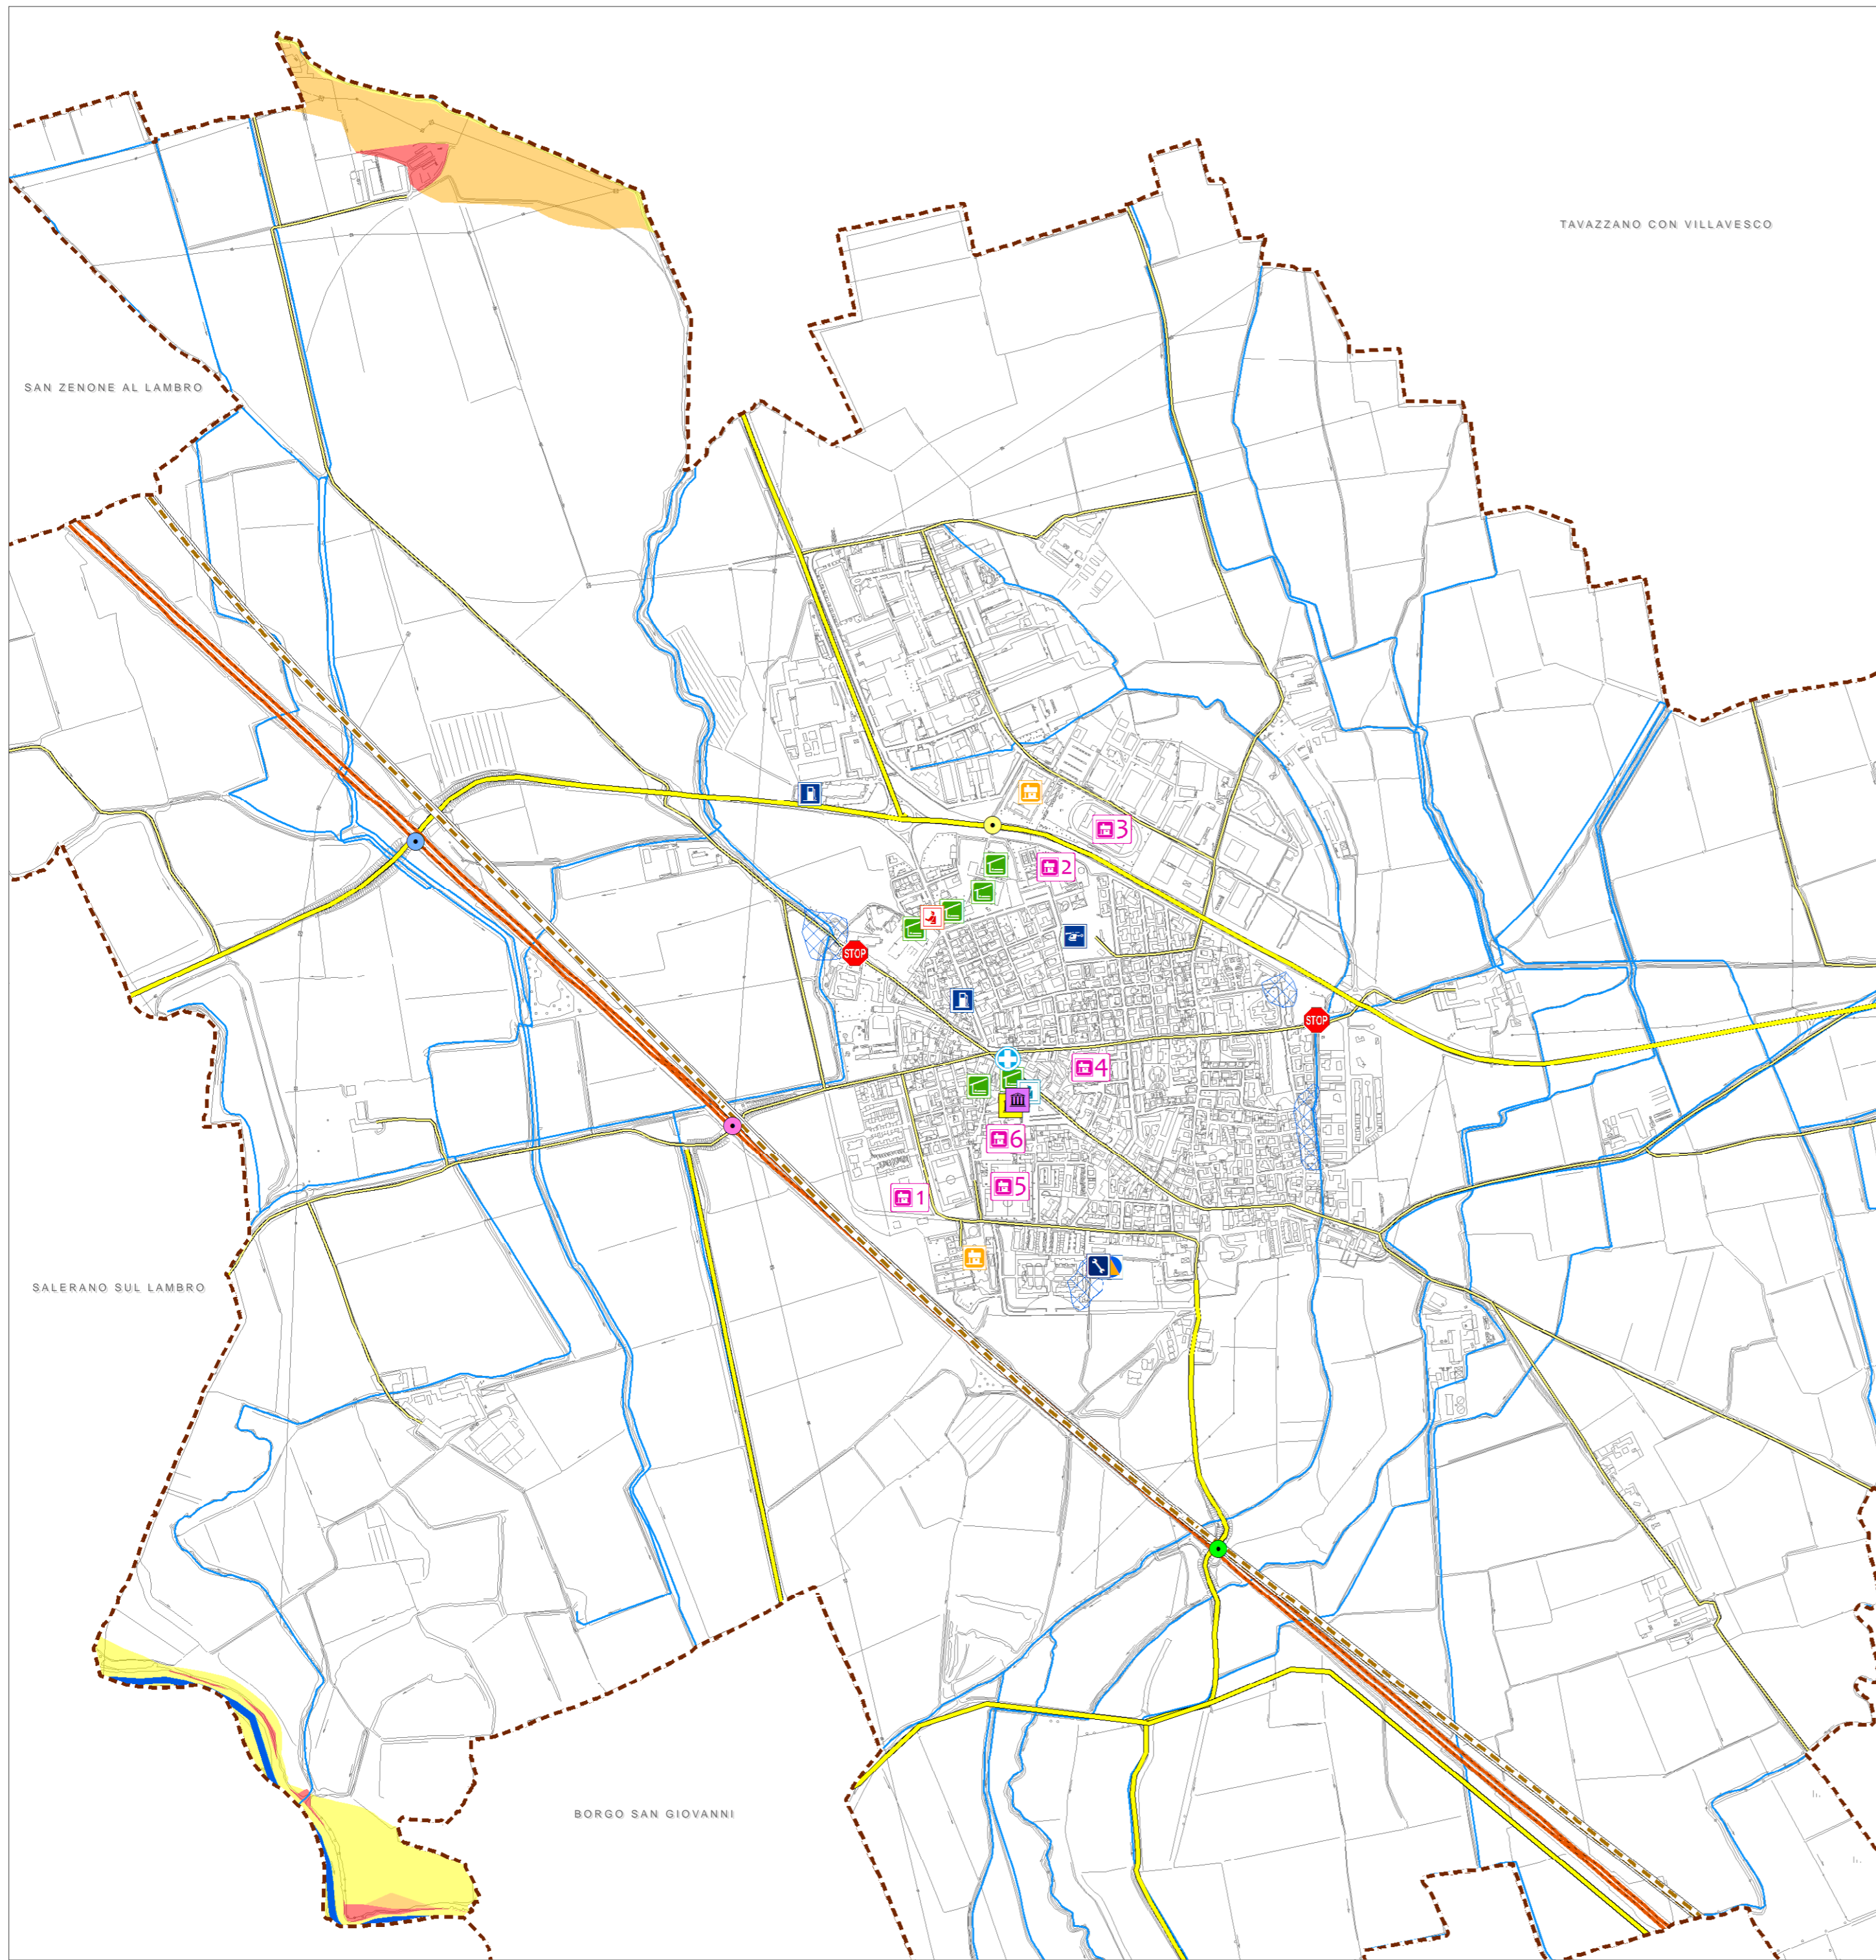 TAVAZZANO CON VILLAVESCO
SAN ZENONE AL LAMBRO
3
2
STOP
STOP
4
6
5
1
SALERANO SUL LAMBRO
BORGO SAN GIOVANNI